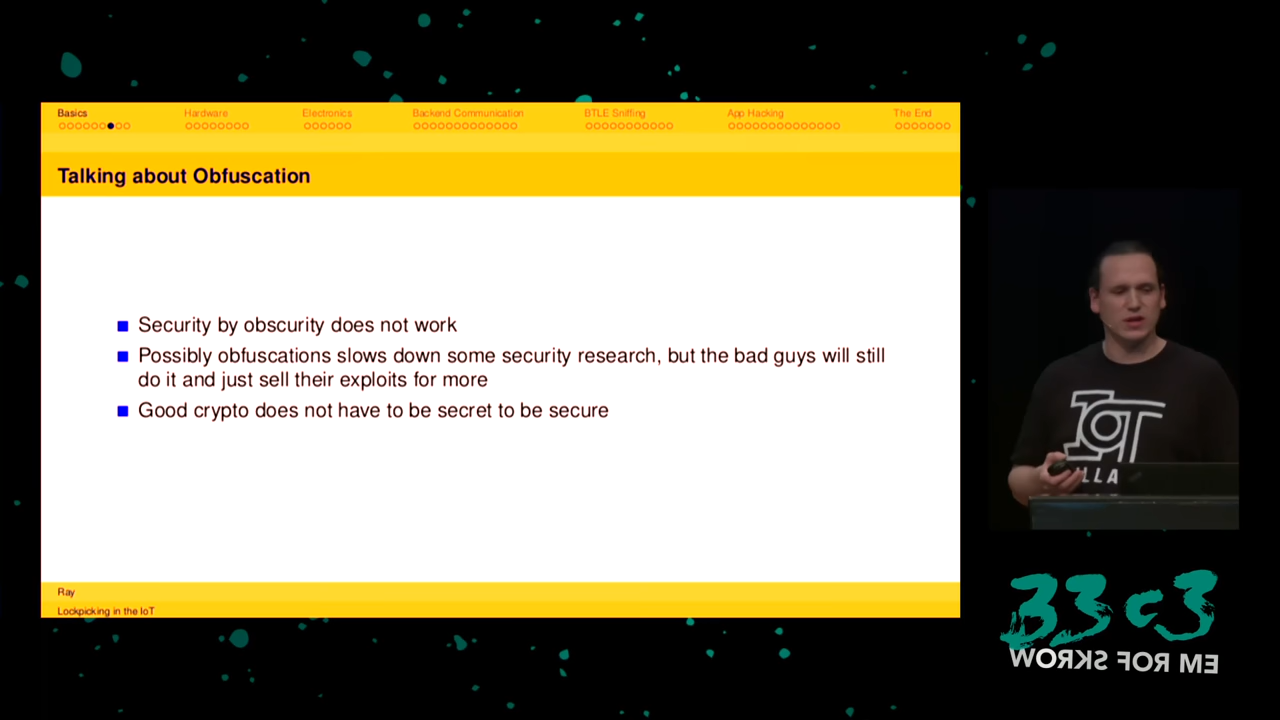 Basics
Hardware
Electronics
Backend Communication
BTLE Sniffing
App Hacking
The End
Talking about Obfuscation
Security by obscurity does not work
Possibly obfuscations slows down some security research, but the bad guys will still
do it and just sell their exploits for more
Good crypto does not have to be secret to be secure
Ray
Lockpicking in the IoT
IoT
LLA
33c3
WORKS FOR ME